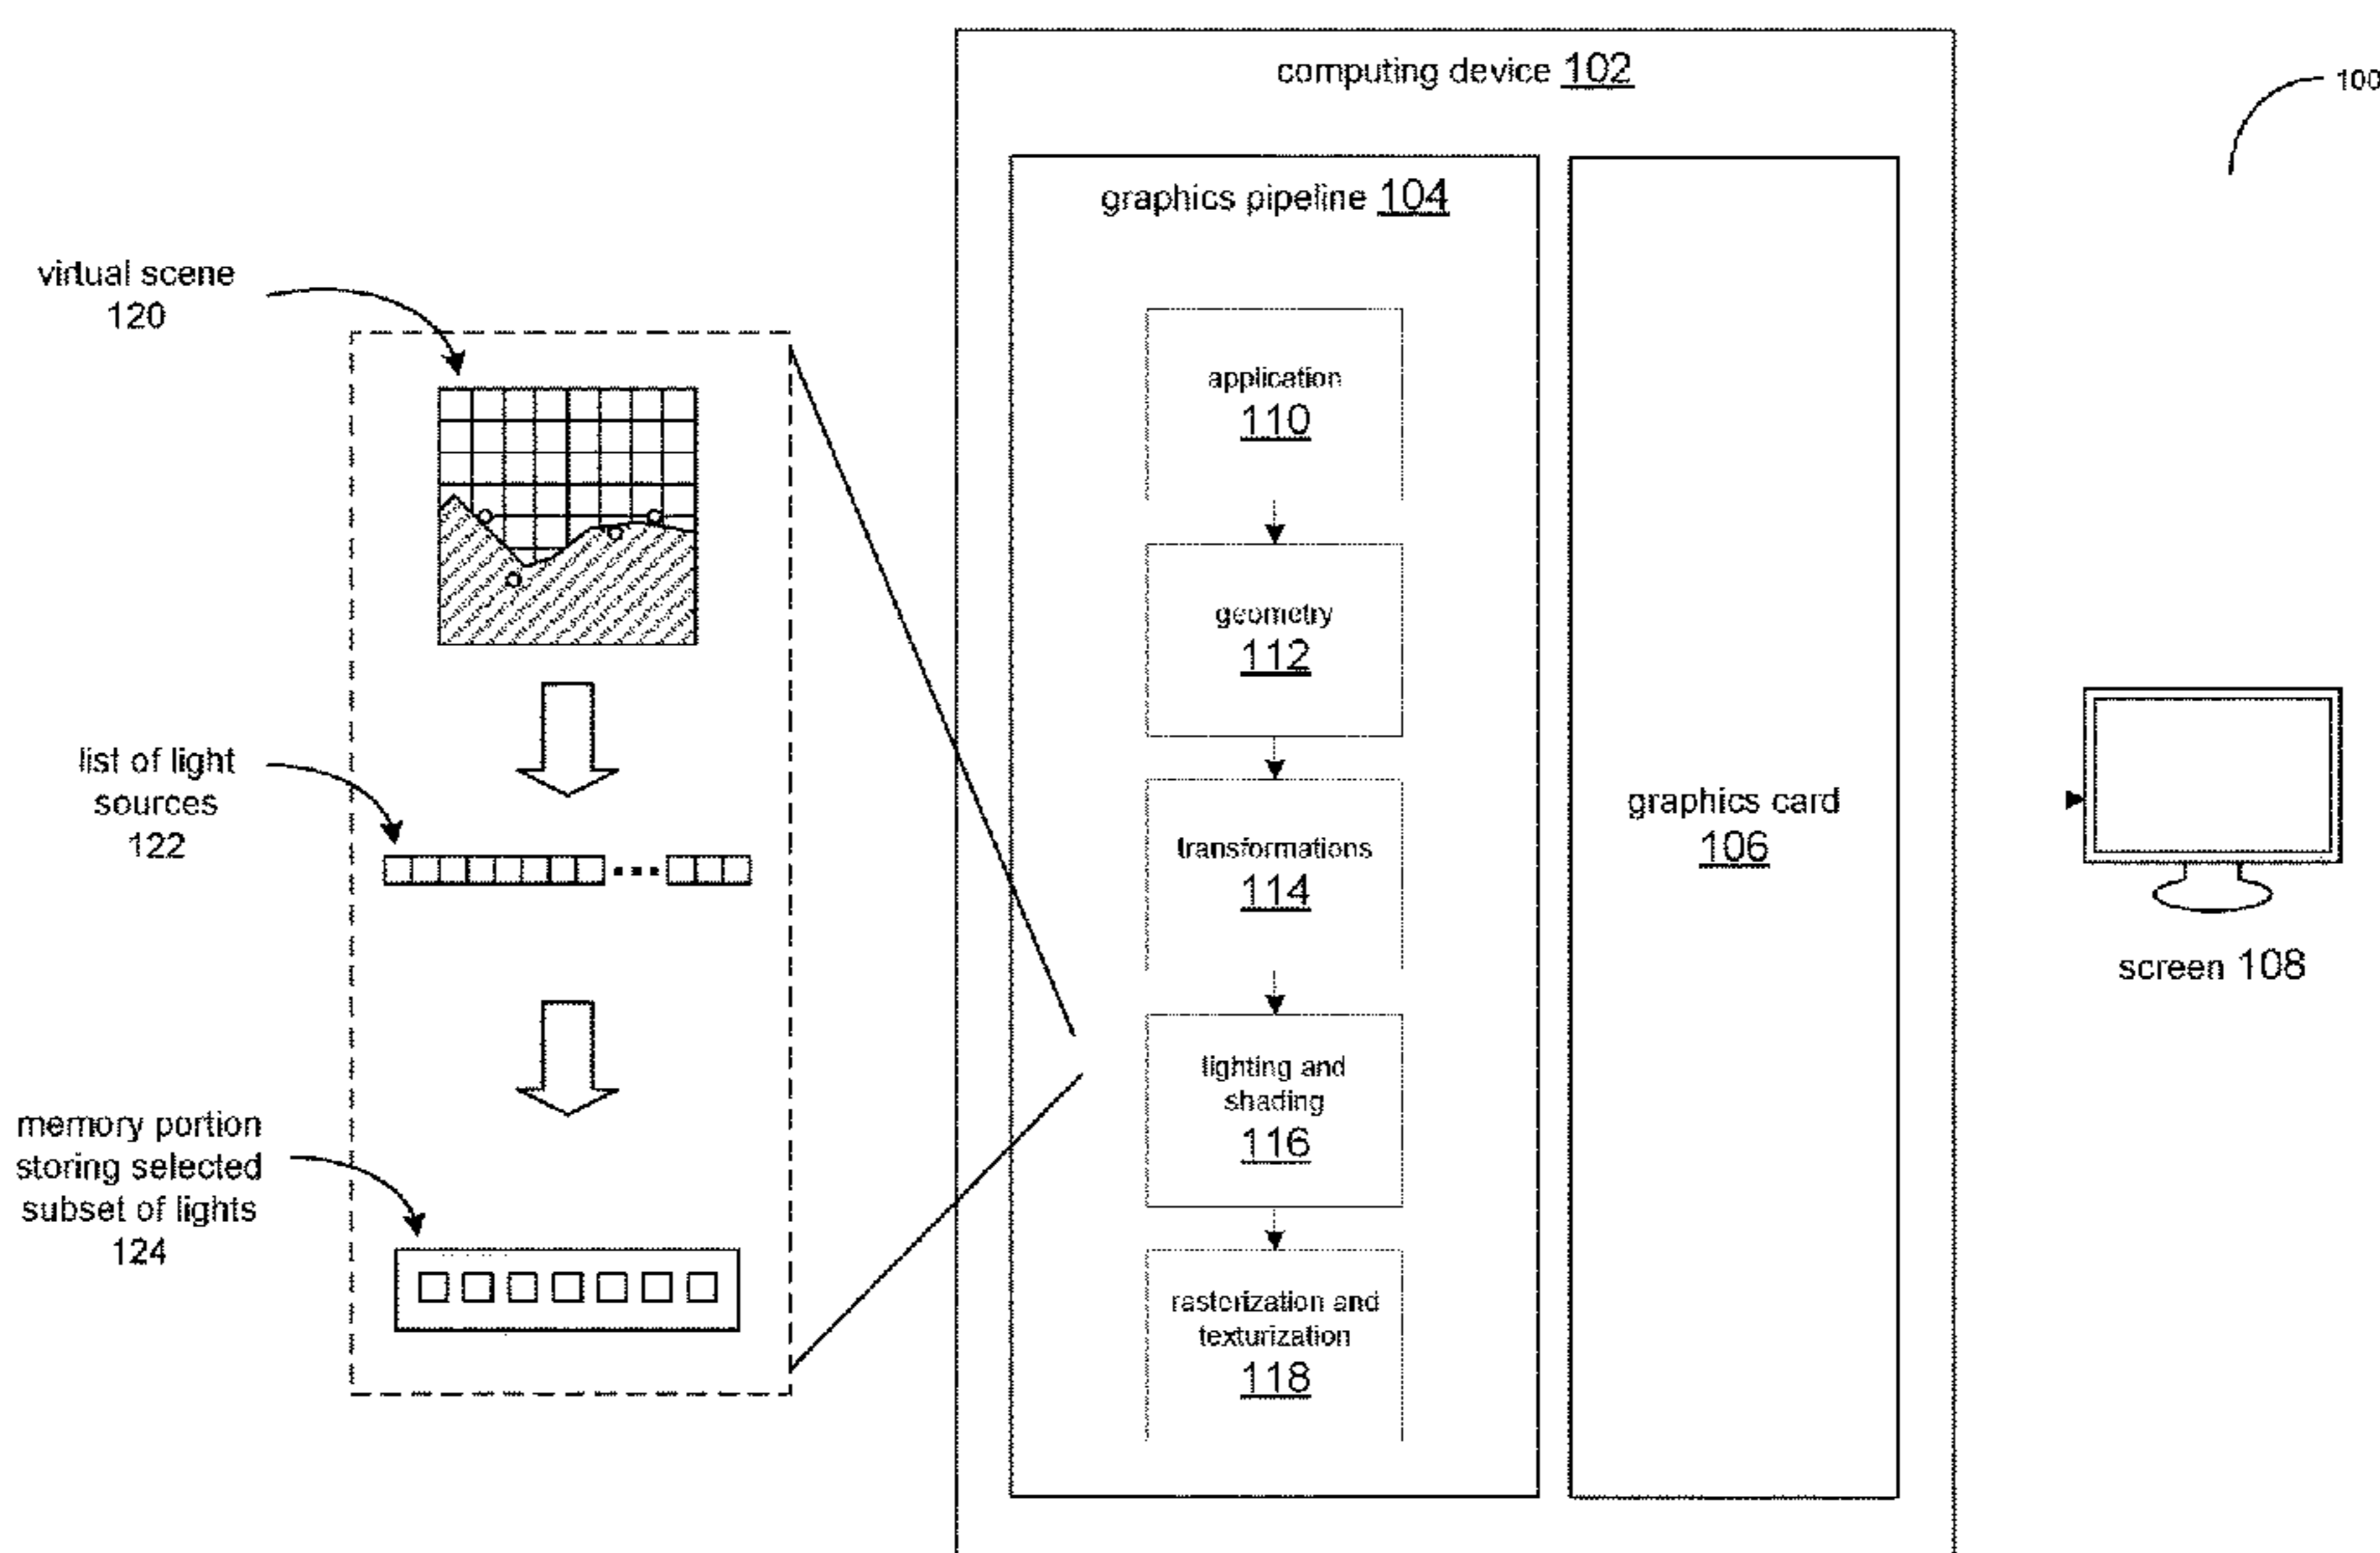 computing device 102
100
graphics pipeline 104
virtual scene
120
application
110
geometry
112
list of light
sources
122
transformations
114
graphics card
106
screen 108
lighting and
shading
116
memory portion
storing selected
subset of lights
124
rasterization and
texturization
118